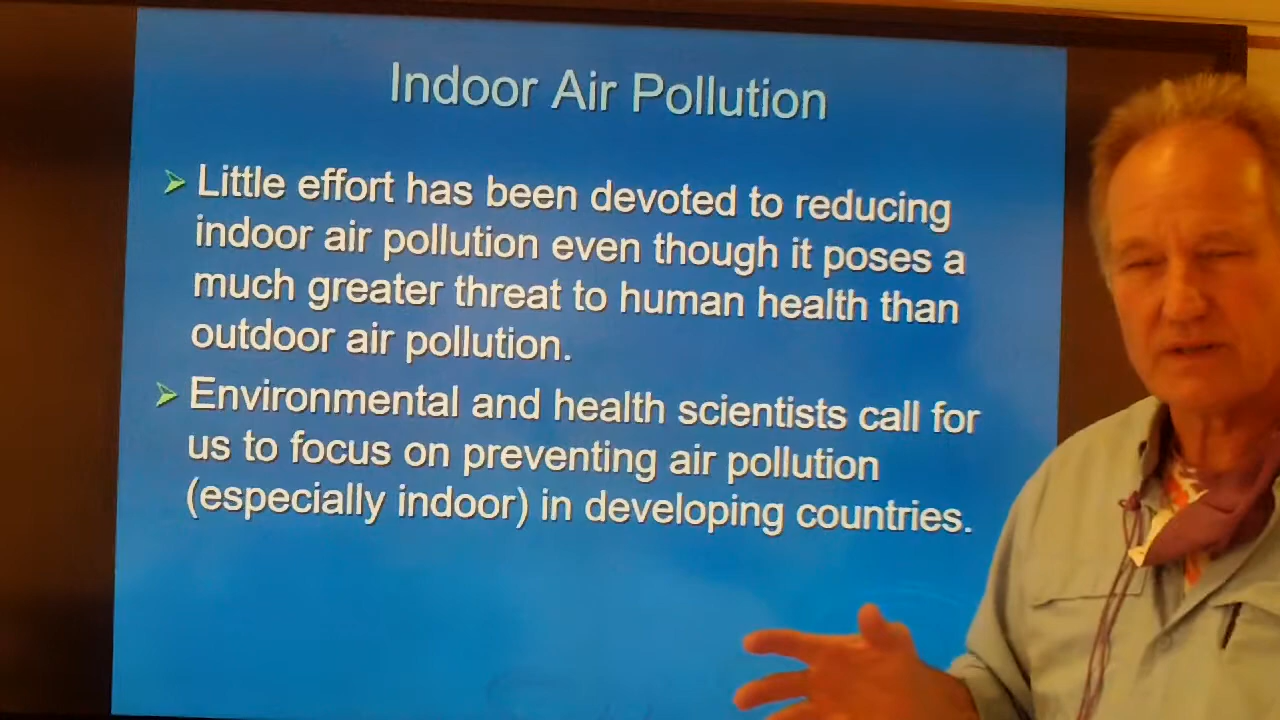 Indoor Air Pollution
Little effort has been devoted to reducing
indoor air pollution even though it poses a
much greater threat to human health than
outdoor air pollution.
Environmental and health scientists call for
us to focus on preventing air pollution
(especially indoor) in developing countries.